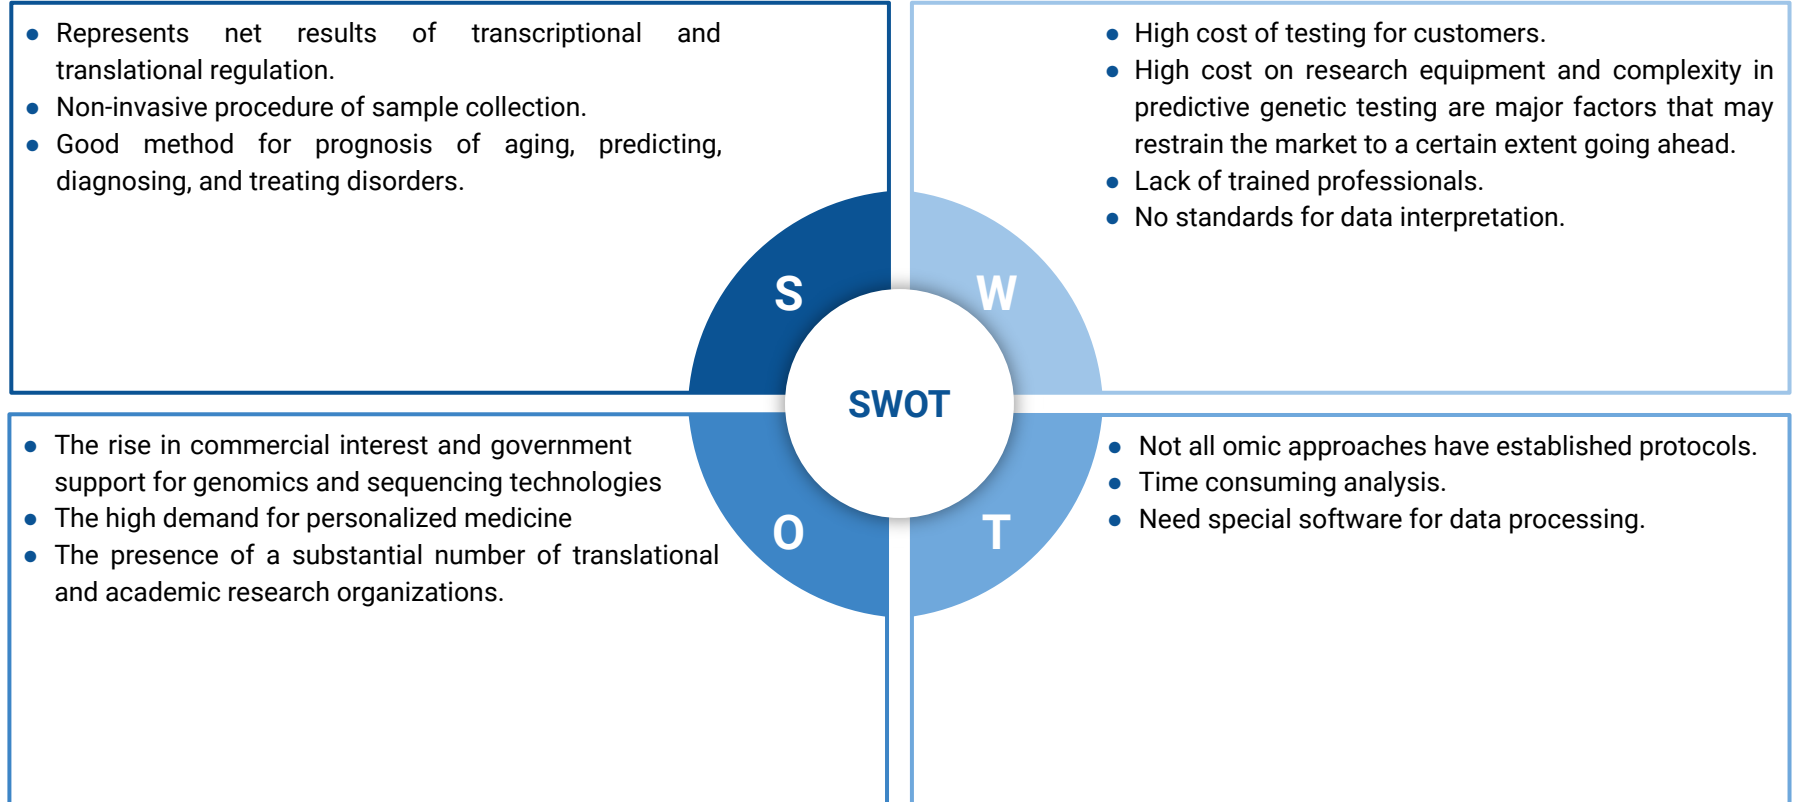 ● Represents net results of transcriptional and
translational regulation.
● Non-invasive procedure of sample collection.
● Good method for prognosis of aging, predicting,
diagnosing, and treating disorders.
● High cost of testing for customers.
● High cost on research equipment and complexity in
predictive genetic testing are major factors that may
restrain the market to a certain extent going ahead.
● Lack of trained professionals.
● No standards for data interpretation.
S
W
SWOT
● The rise in commercial interest and government
support for genomics and sequencing technologies
● The high demand for personalized medicine
● The presence of a substantial number of translational
and academic research organizations.
O
T
● Not all omic approaches have established protocols.
● Time consuming analysis.
● Need special software for data processing.